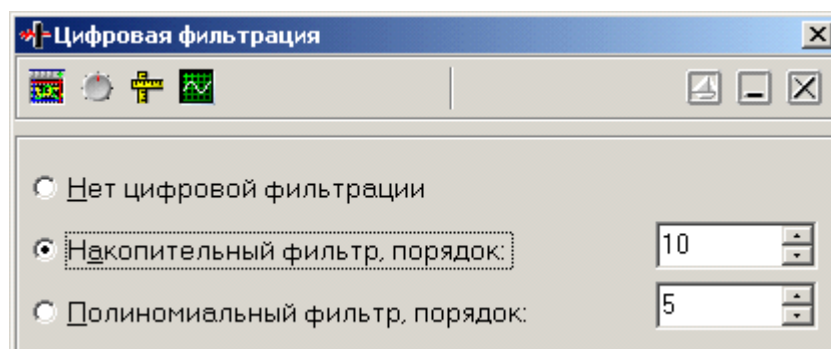 Цифровая фильтрация
Нет цифровой фильтрации
Накопительный фильтр, порядок: 10
Полиномиальный фильтр, порядок: 5